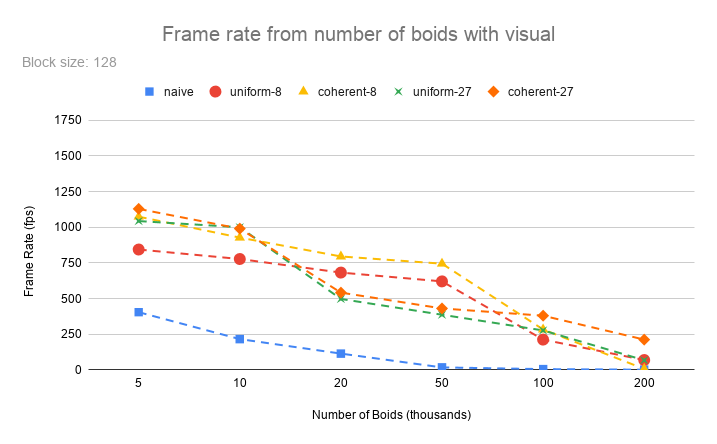 Frame rate from number of boids with visual
Block size: 128
naive uniform-8 coherent-8 uniform-27 coherent-27
1750
1500
1250
1000
750
500
250
0
Frame Rate (fps)
5 10 20 50 100 200
Number of Boids (thousands)